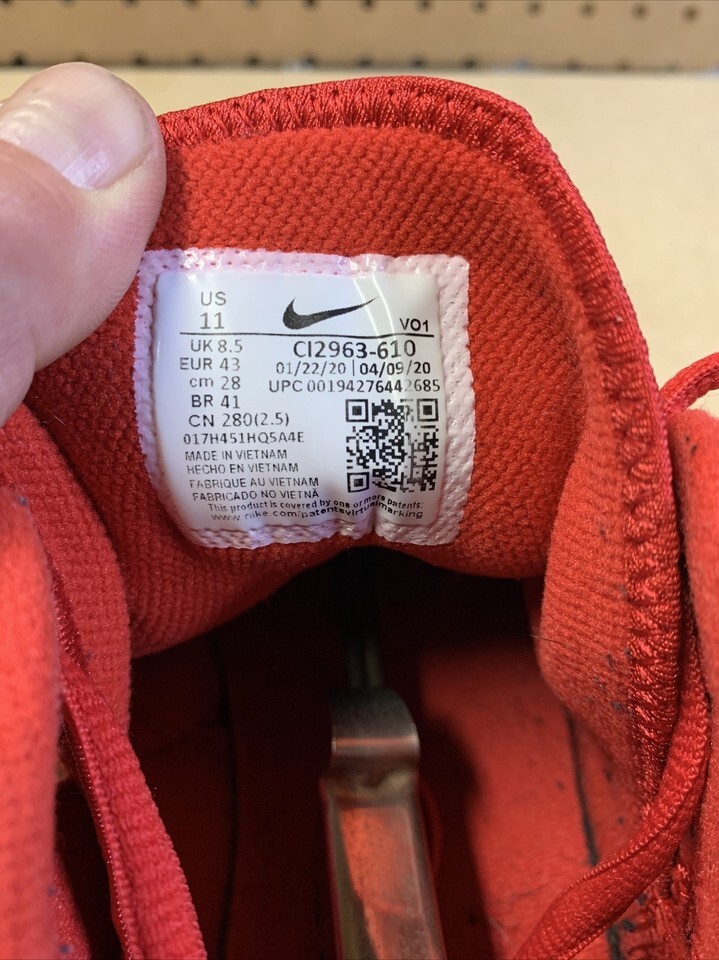 US
11
VO1
UK 8.5
CI2963-610
EUR 43
01/22/20 | 04/09/20
cm 28
UPC 00194276442685
BR 41
CN 280(2.5)
017H451HQ5A4E
MADE IN VIETNAM
HECHO EN VIETNAM
FABRIQUE AU VIETNAM
FABRICADO NO VIETNÃ
This product is covered by one or more patents:
www.nike.com/patentsvirtualmarking